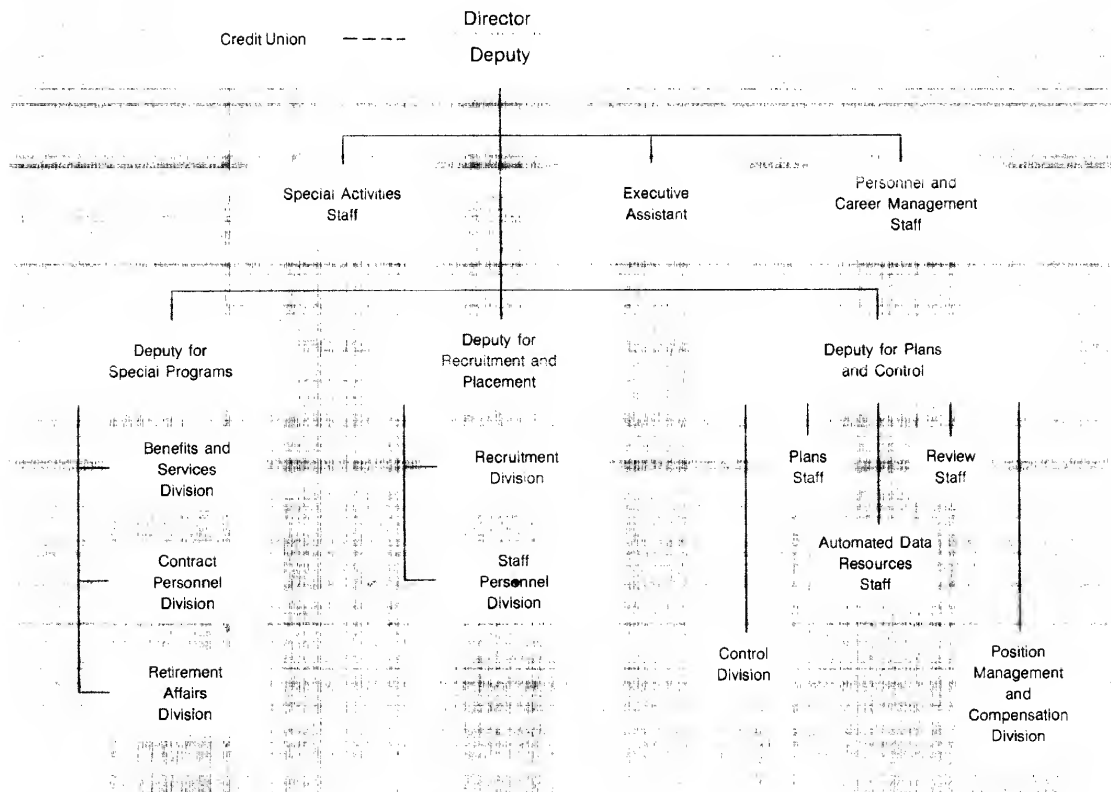 Director
Credit Union
Deputy
Special Activities
Staff
Executive
Assistant
Personnel and
Career Management
Staff
Deputy for
Special Programs
Deputy for
Recruitment and
Placement
Deputy for Plans
and Control
Benefits and
Services
Division
Contract
Personnel
Division
Retirement
Affairs
Division
Recruitment
Division
Staff
Personnel
Division
Plans
Staff
Review
Staff
Automated Data
Resources
Staff
Control
Division
Position
Management
and
Compensation
Division